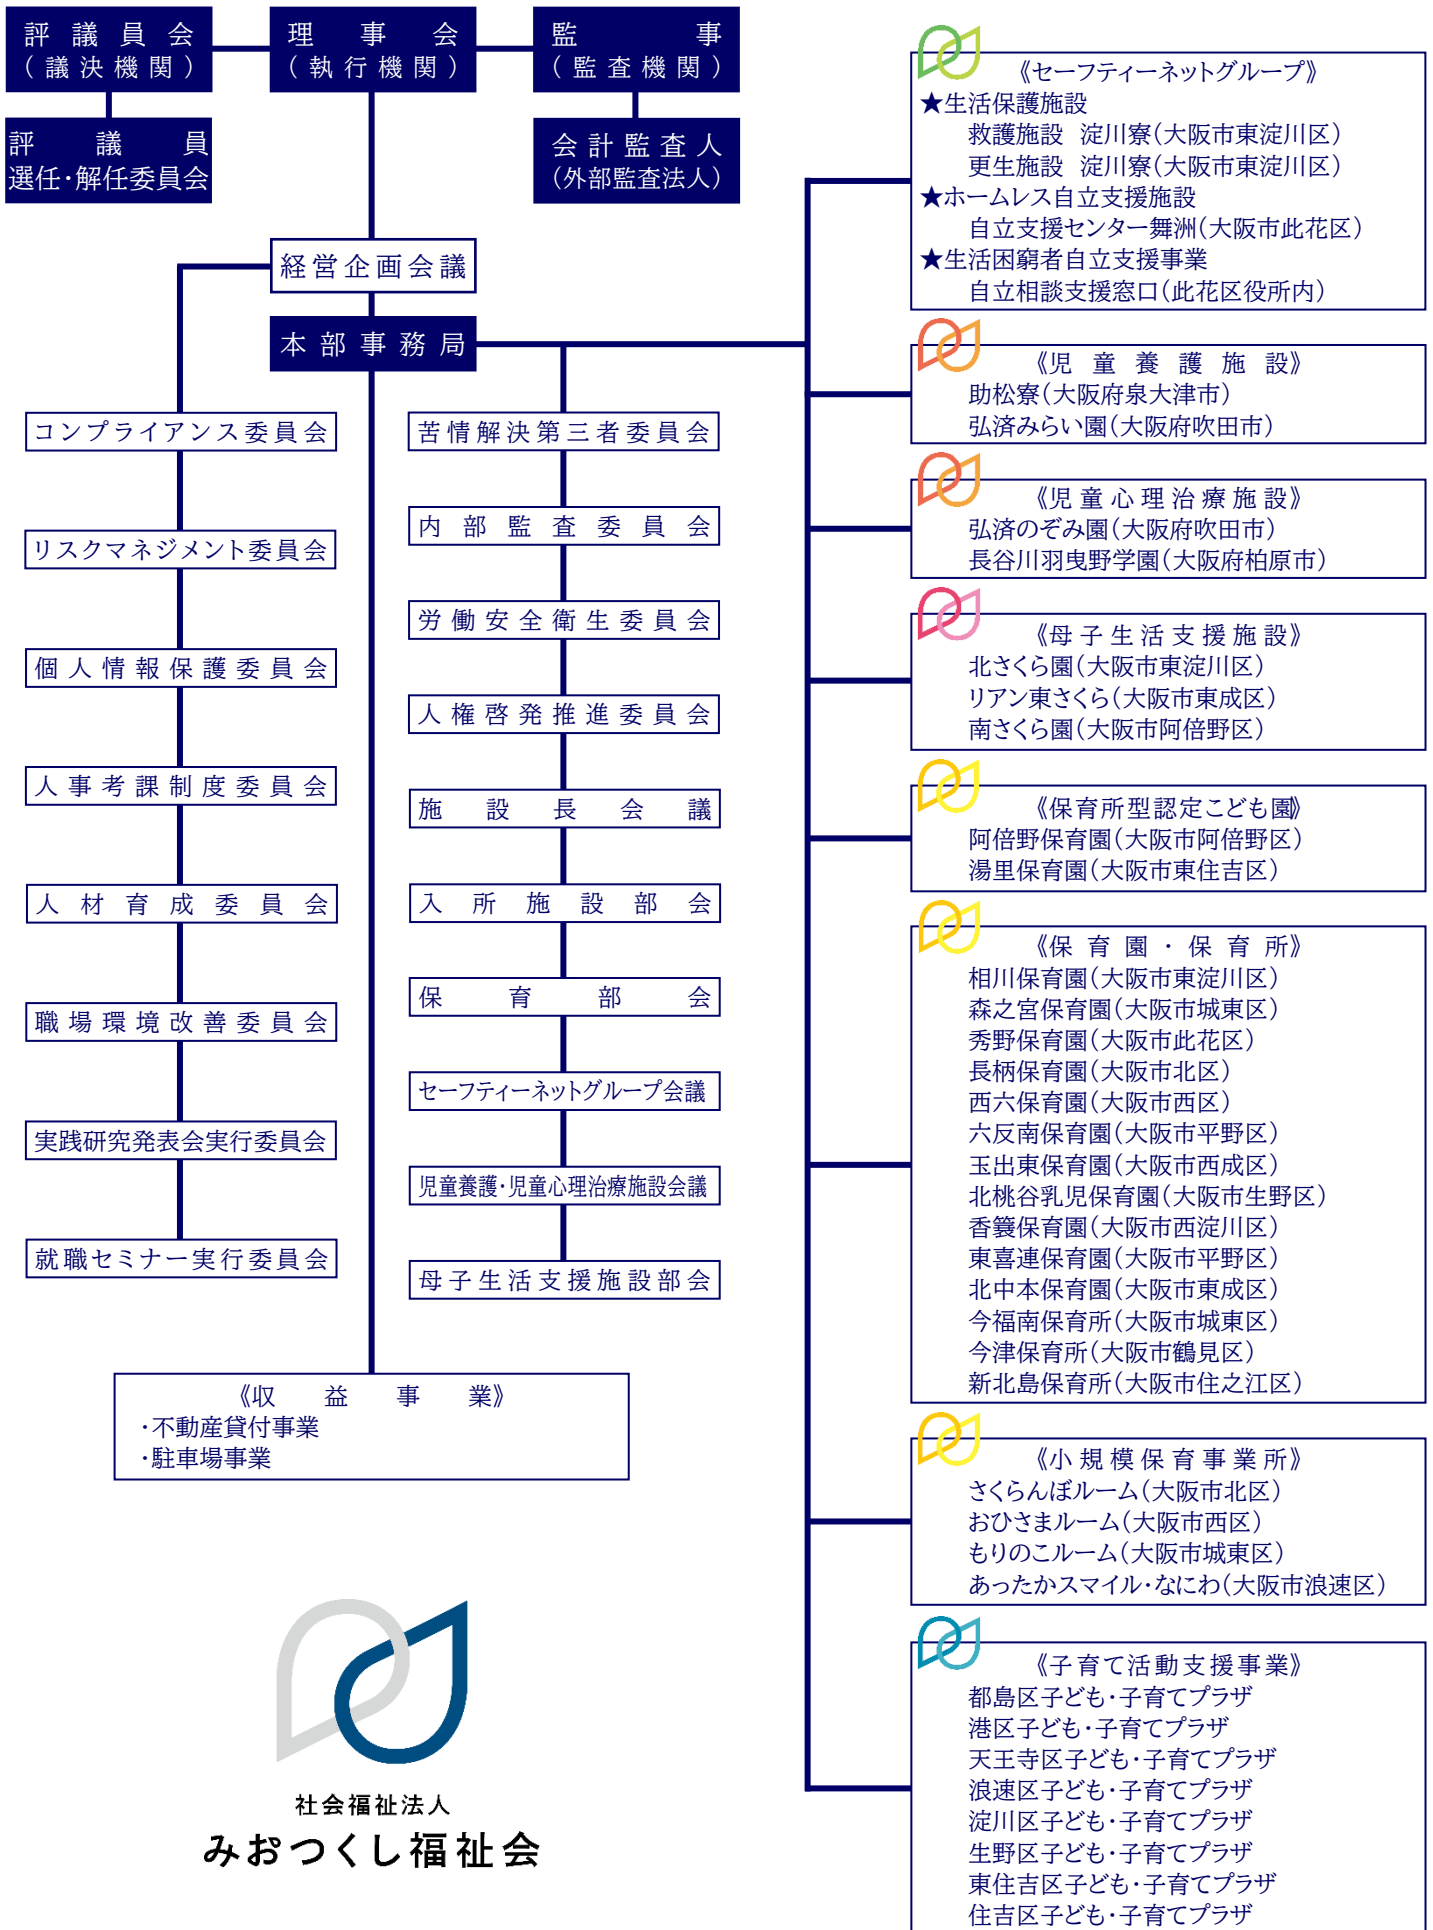 評議員会
(議決機関)
評議員
選任・解任委員会
理事会
(執行機関)
監事
(監査機関)
会計監査人
(外部監査法人)
経営企画会議
本部事務局
コンプライアンス委員会
リスクマネジメント委員会
個人情報保護委員会
人事考課制度委員会
人材育成委員会
職場環境改善委員会
実践研究発表会実行委員会
就職セミナー実行委員会
苦情解決第三者委員会
内部監査委員会
労働安全衛生委員会
人権啓発推進委員会
施設長会議
入所施設部会
保育部会
セーフティーネットグループ会議
児童養護・児童心理治療施設会議
母子生活支援施設部会
《収益事業》
・不動産貸付事業
・駐車場事業
社会福祉法人
みおつくし福祉会
《セーフティーネットグループ》
★生活保護施設
救護施設 淀川寮(大阪市東淀川区)
更生施設 淀川寮(大阪市東淀川区)
★ホームレス自立支援施設
自立支援センター舞洲(大阪市此花区)
★生活困窮者自立支援事業
自立相談支援窓口(此花区役所内)
《児童養護施設》
助松寮(大阪府泉大津市)
弘済みらい園(大阪府吹田市)
《児童心理治療施設》
弘済のぞみ園(大阪府吹田市)
長谷川羽曳野学園(大阪府柏原市)
《母子生活支援施設》
北さくら園(大阪市東淀川区)
リアン東さくら(大阪市東成区)
南さくら園(大阪市阿倍野区)
《保育所型認定こども園》
阿倍野保育園(大阪市阿倍野区)
湯里保育園(大阪市東住吉区)
《保育園・保育所》
相川保育園(大阪市東淀川区)
森之宮保育園(大阪市城東区)
秀野保育園(大阪市此花区)
長柄保育園(大阪市北区)
西六保育園(大阪市西区)
六反南保育園(大阪市平野区)
玉出東保育園(大阪市西成区)
北桃谷乳児保育園(大阪市生野区)
香簑保育園(大阪市西淀川区)
東喜連保育園(大阪市平野区)
北中本保育園(大阪市東成区)
今福南保育所(大阪市城東区)
今津保育所(大阪市鶴見区)
新北島保育所(大阪市住之江区)
《小規模保育事業所》
さくらんぼルーム(大阪市北区)
おひさまルーム(大阪市西区)
もりのこルーム(大阪市城東区)
あったかスマイル・なにわ(大阪市浪速区)
《子育て活動支援事業》
都島区子ども・子育てプラザ
港区子ども・子育てプラザ
天王寺区子ども・子育てプラザ
浪速区子ども・子育てプラザ
淀川区子ども・子育てプラザ
生野区子ども・子育てプラザ
東住吉区子ども・子育てプラザ
住吉区子ども・子育てプラザ